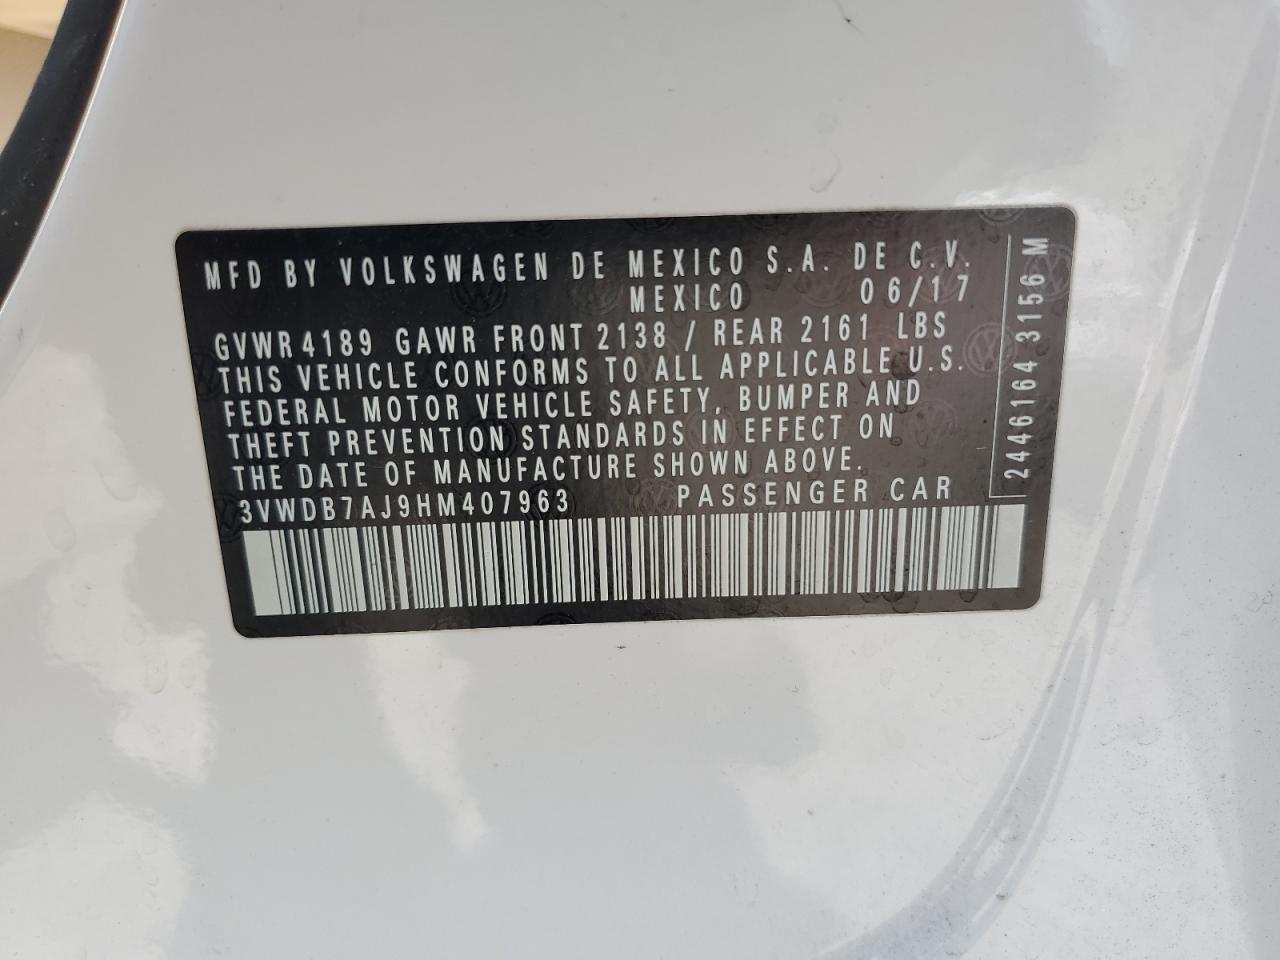 MFD BY VOLKSWAGEN DE MEXICO S.A. DE C.V.
MEXICO 06/17
GVWR 4189 GAWR FRONT 2138 / REAR 2161 LBS
THIS VEHICLE CONFORMS TO ALL APPLICABLE U.S.
FEDERAL MOTOR VEHICLE SAFETY, BUMPER AND
THEFT PREVENTION STANDARDS IN EFFECT ON
THE DATE OF MANUFACTURE SHOWN ABOVE.
3VWDB7AJ9HM407963 PASSENGER CAR
2446164 3156 M